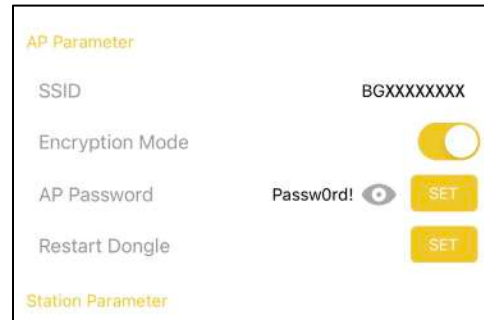 AP Parameter
SSID BGXXXXXXXX
Encryption Mode
AP Password Passw0rd! SET
Restart Dongle SET
Station Parameter